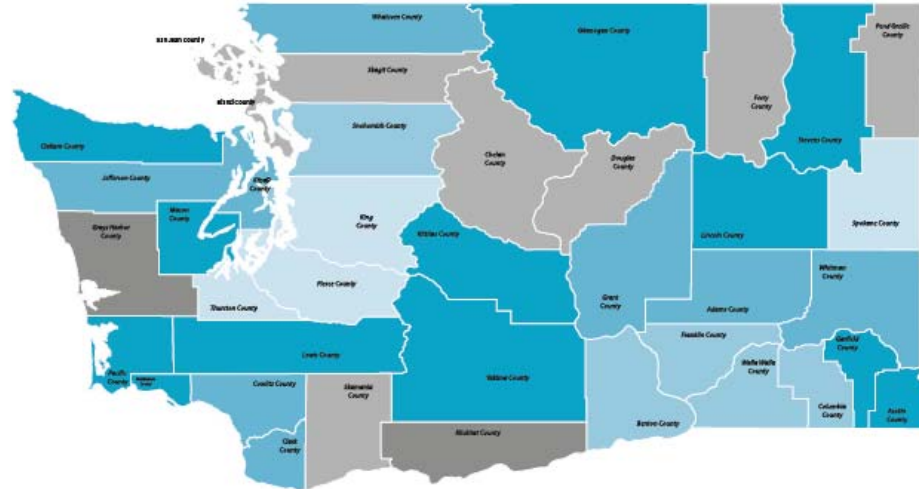 Whatcom County
Okanogan County
Pend Oreille
County
San Juan County
Skagit County
Island County
Ferry
County
Snohomish County
Stevens County
Clallam County
Chelan
County
Douglas
County
Jefferson County
Kitsap
County
Mason
County
King
County
Spokane County
Grays Harbor
County
Kittitas County
Lincoln County
Whitman
County
Pierce County
Grant
County
Thurston County
Adams County
Franklin County
Garfield
County
Lewis County
Walla Walla
County
Pacific
County
Yakima County
Cowlitz County
Skamania
County
Columbia
County
Asotin
County
Benton County
Klickitat County
Clark
County